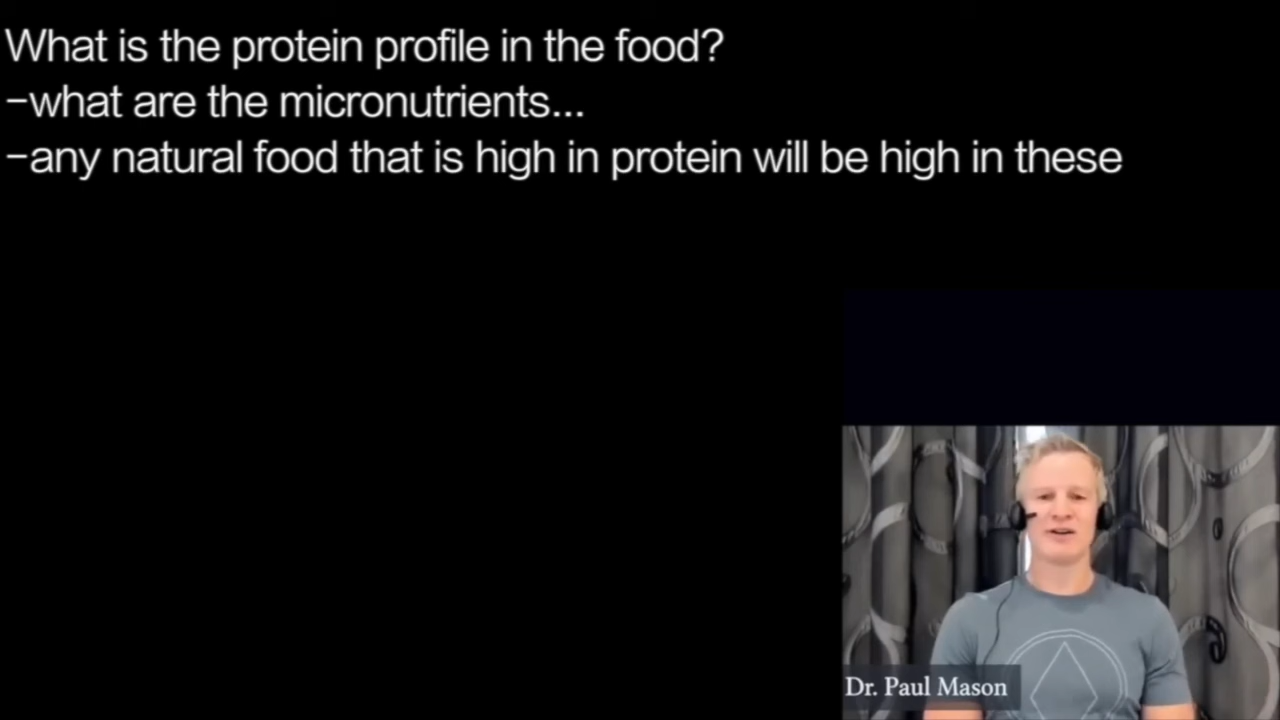 What is the protein profile in the food?
–what are the micronutrients...
–any natural food that is high in protein will be high in these
Dr. Paul Mason